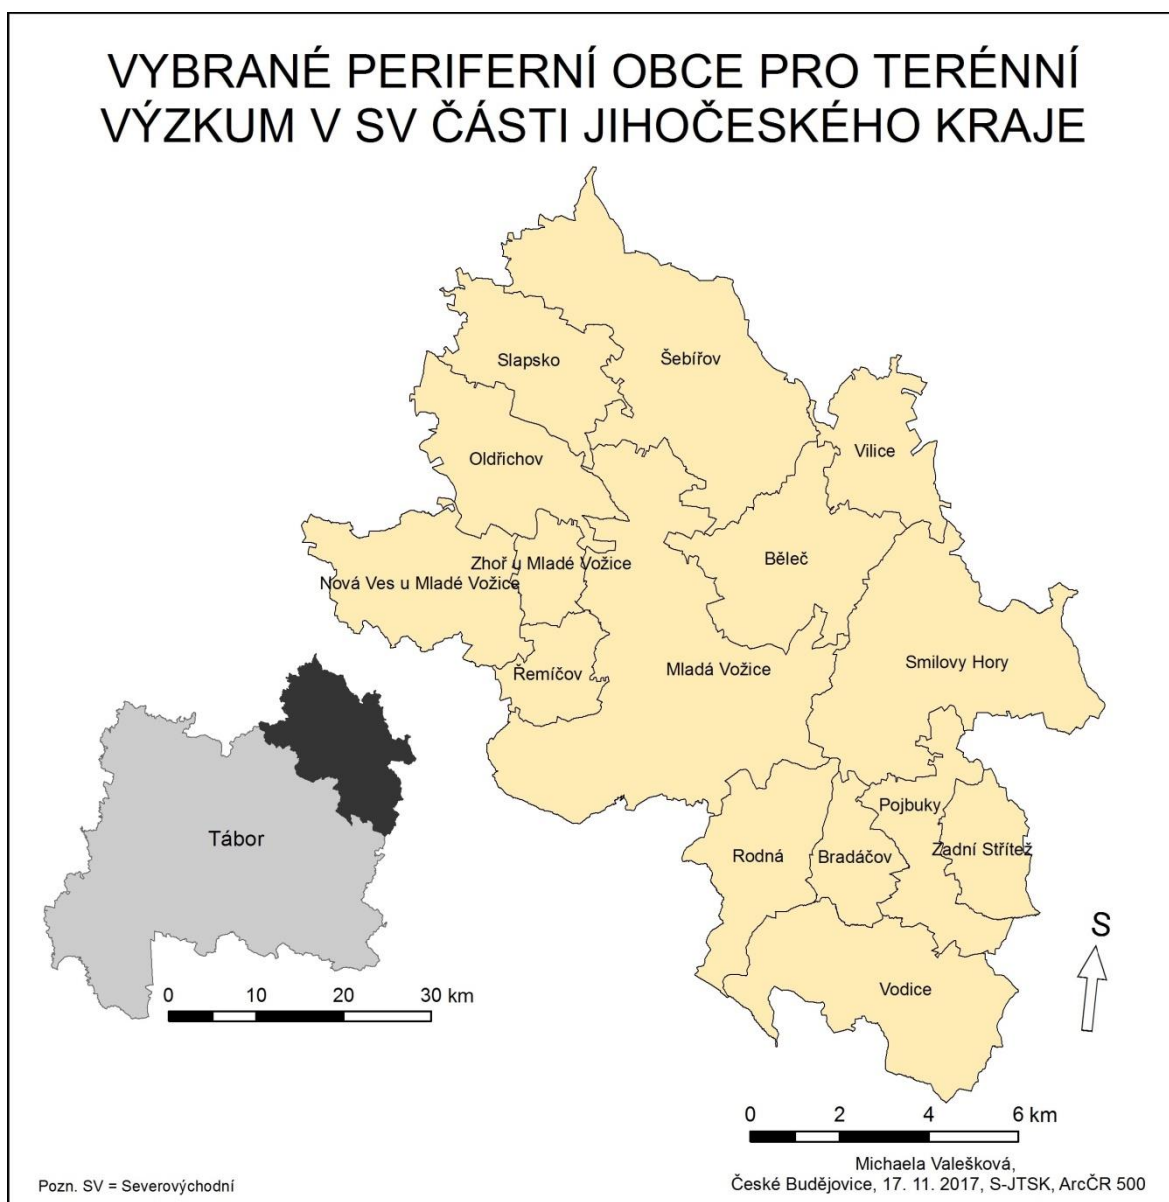 VYBRANÉ PERIFERNÍ OBCE PRO TERÉNNÍ
VÝZKUM V SV ČÁSTI JIHOČESKÉHO KRAJE
Slapsko
Šebířov
Oldřichov
Vilice
Zhoř u Mladé Vožice
Běleč
Nová Ves u Mladé Vožice
Řemíčov
Mladá Vožice
Smilovy Hory
Pojbuky
Rodná
Bradáčov
Zadní Střítež
Vodice
Tábor
0 10 20 30 km
S
0 2 4 6 km
Michaela Valešková,
České Budějovice, 17. 11. 2017, S-JTSK, ArcČR 500
Pozn. SV = Severovýchodní